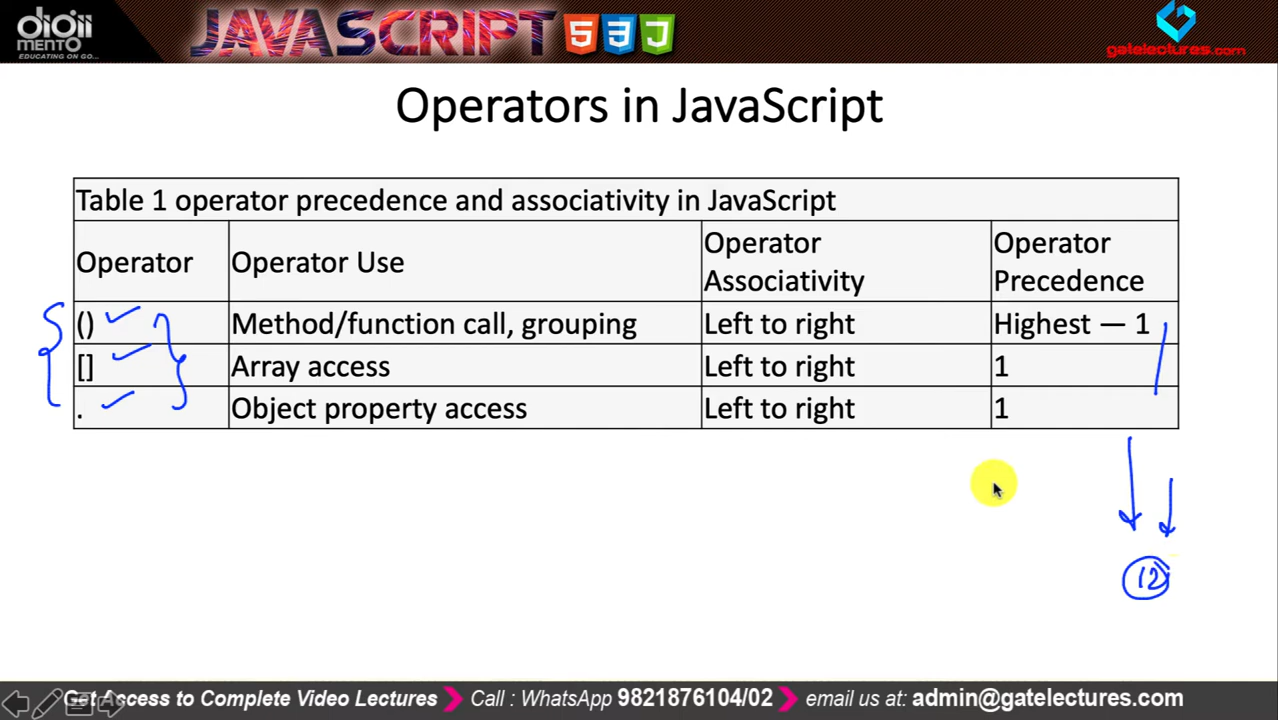 DIGII
MENTO
EDUCATING ON GO...
JAVASCRIPT 5 3 J
gatelectures.com
Operators in JavaScript
Table 1 operator precedence and associativity in JavaScript
Operator Operator Use Operator Associativity Operator Precedence
() Method/function call, grouping Left to right Highest — 1
[] Array access Left to right 1
. Object property access Left to right 1
12
Get Access to Complete Video Lectures Call : WhatsApp 9821876104/02 email us at: admin@gatelectures.com